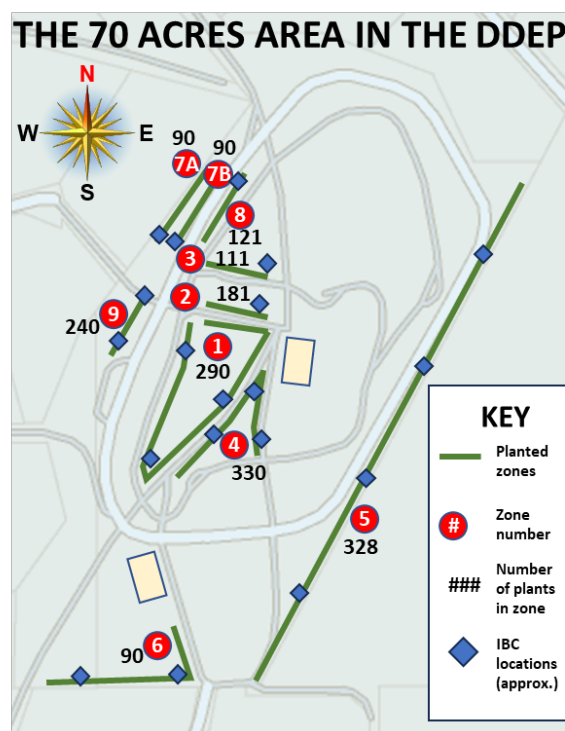 THE 70 ACRES AREA IN THE DDEP
N
W E
S
90 90
7A 7B
8
121
3 111
2 181
9
240
1
290
4
330
5
328
6
90
KEY
Planted
zones
# Zone
number
### Number
of plants
in zone
IBC
locations
(approx.)